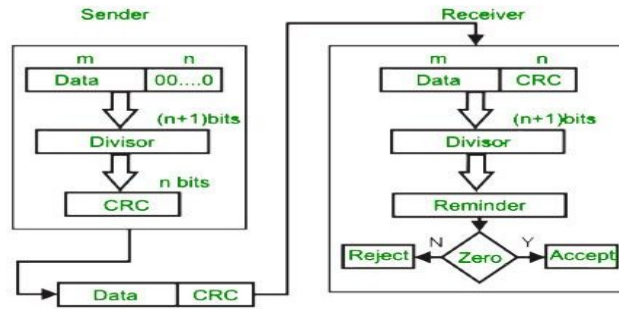 Sender
m n
Data 00....0
(n+1)bits
Divisor
n bits
CRC
Data CRC
Receiver
m n
Data CRC
(n+1)bits
Divisor
Reminder
N Y
Reject Zero Accept